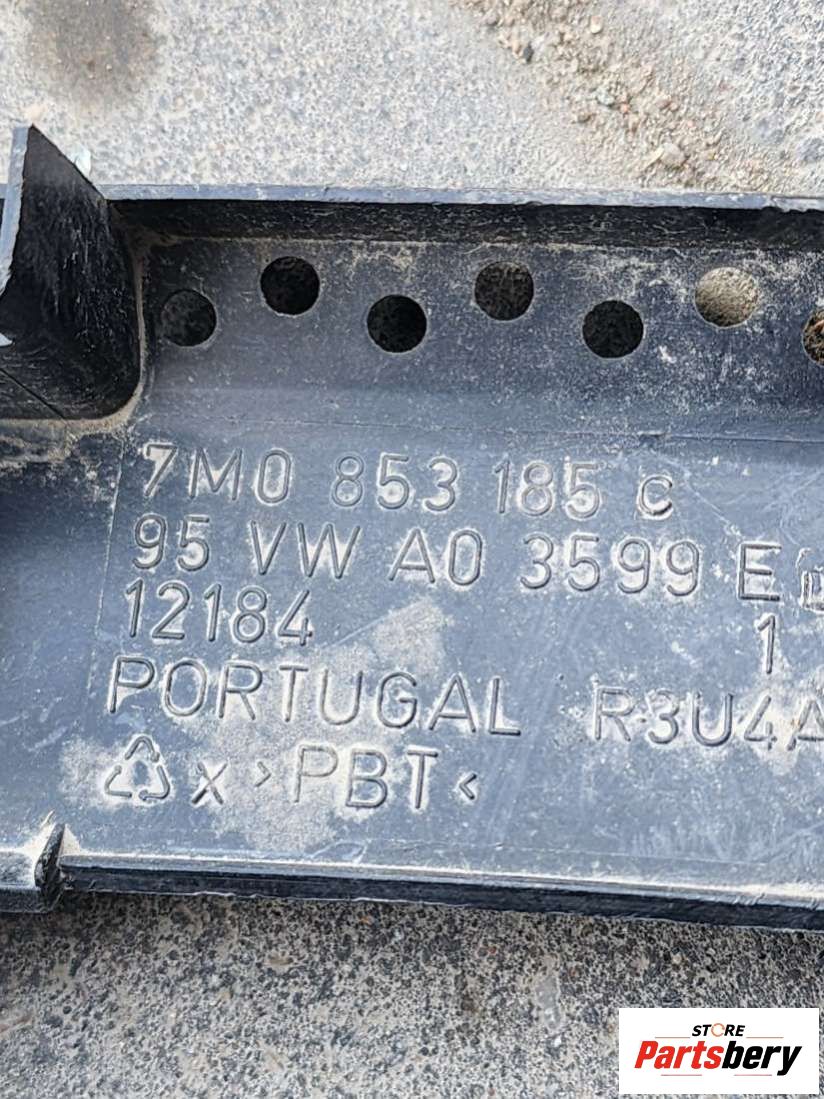 7M0 853 185 C
95 VW A0 3599 E
12184 1
PORTUGAL R3U4A
x >PBT<
STORE
Partsbery